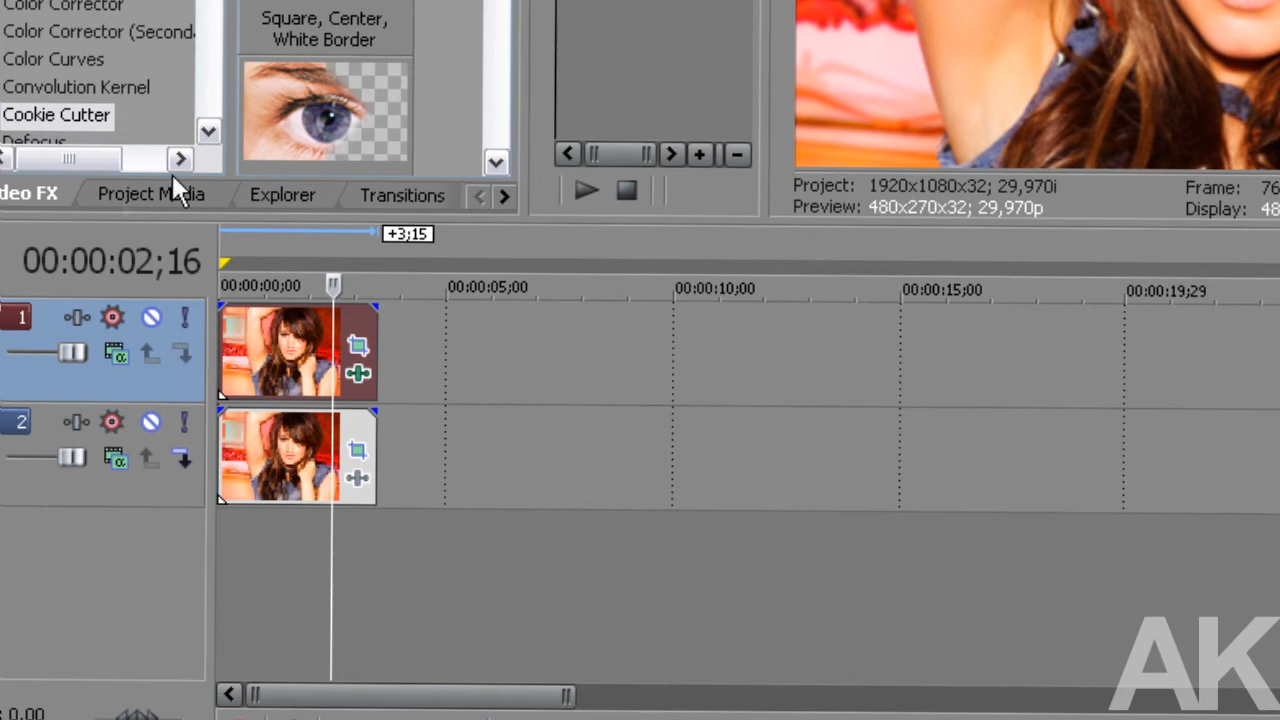 Color Corrector
Color Corrector (Second
Color Curves
Convolution Kernel
Cookie Cutter
Defocus
Square, Center,
White Border
deo FX
Project Media
Explorer
Transitions
Project: 1920x1080x32; 29,970i
Preview: 480x270x32; 29,970p
Frame: 76
Display: 48
+3;15
00:00:02;16
00:00:00;00
00:00:05;00
00:00:10;00
00:00:15;00
00:00:19;29
1
2
: 0,00
AK